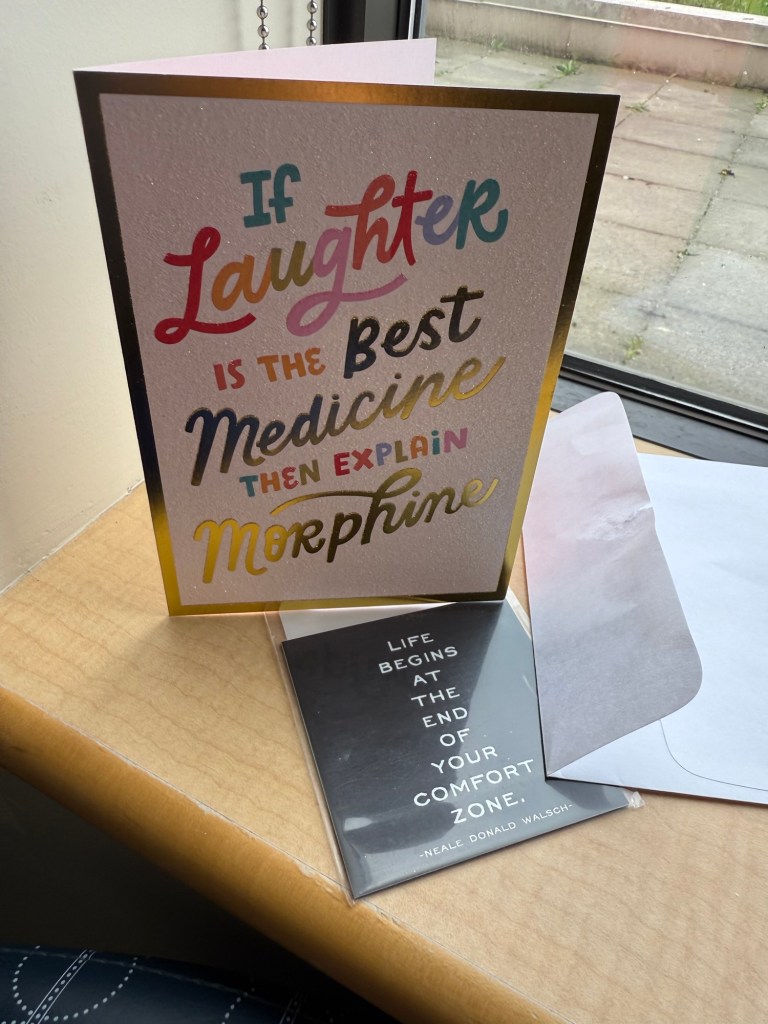 If
Laughter
IS THE Best
Medicine
THEN EXPLAiN
Morphine
LIFE
BEGINS
AT
THE
END
OF
YOUR
COMFORT
ZONE.
-NEALE DONALD WALSCH-